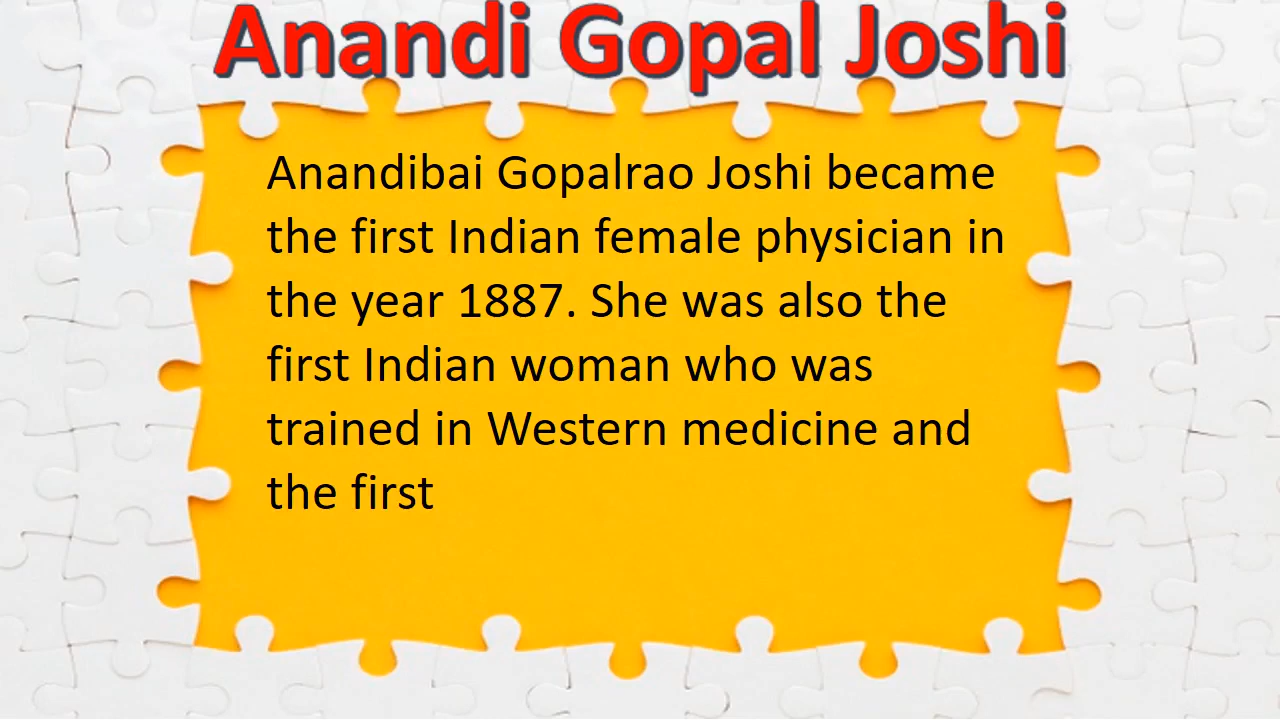 Anandi Gopal Joshi
Anandibai Gopalrao Joshi became
the first Indian female physician in
the year 1887. She was also the
first Indian woman who was
trained in Western medicine and
the first